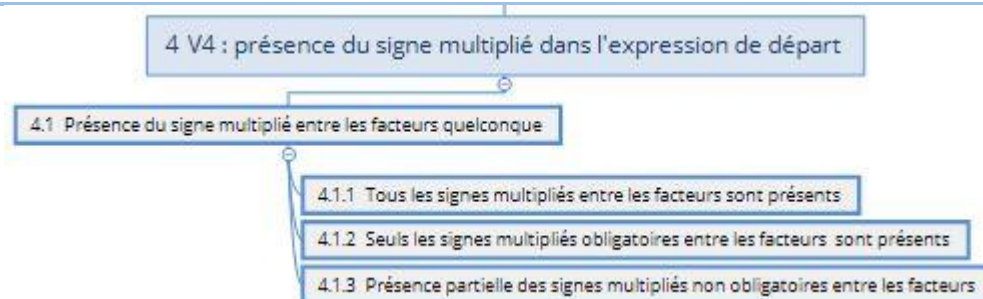 4 V4 : présence du signe multiplié dans l'expression de départ
4.1 Présence du signe multiplié entre les facteurs quelconque
4.1.1 Tous les signes multipliés entre les facteurs sont présents
4.1.2 Seuls les signes multipliés obligatoires entre les facteurs sont présents
4.1.3 Présence partielle des signes multipliés non obligatoires entre les facteurs